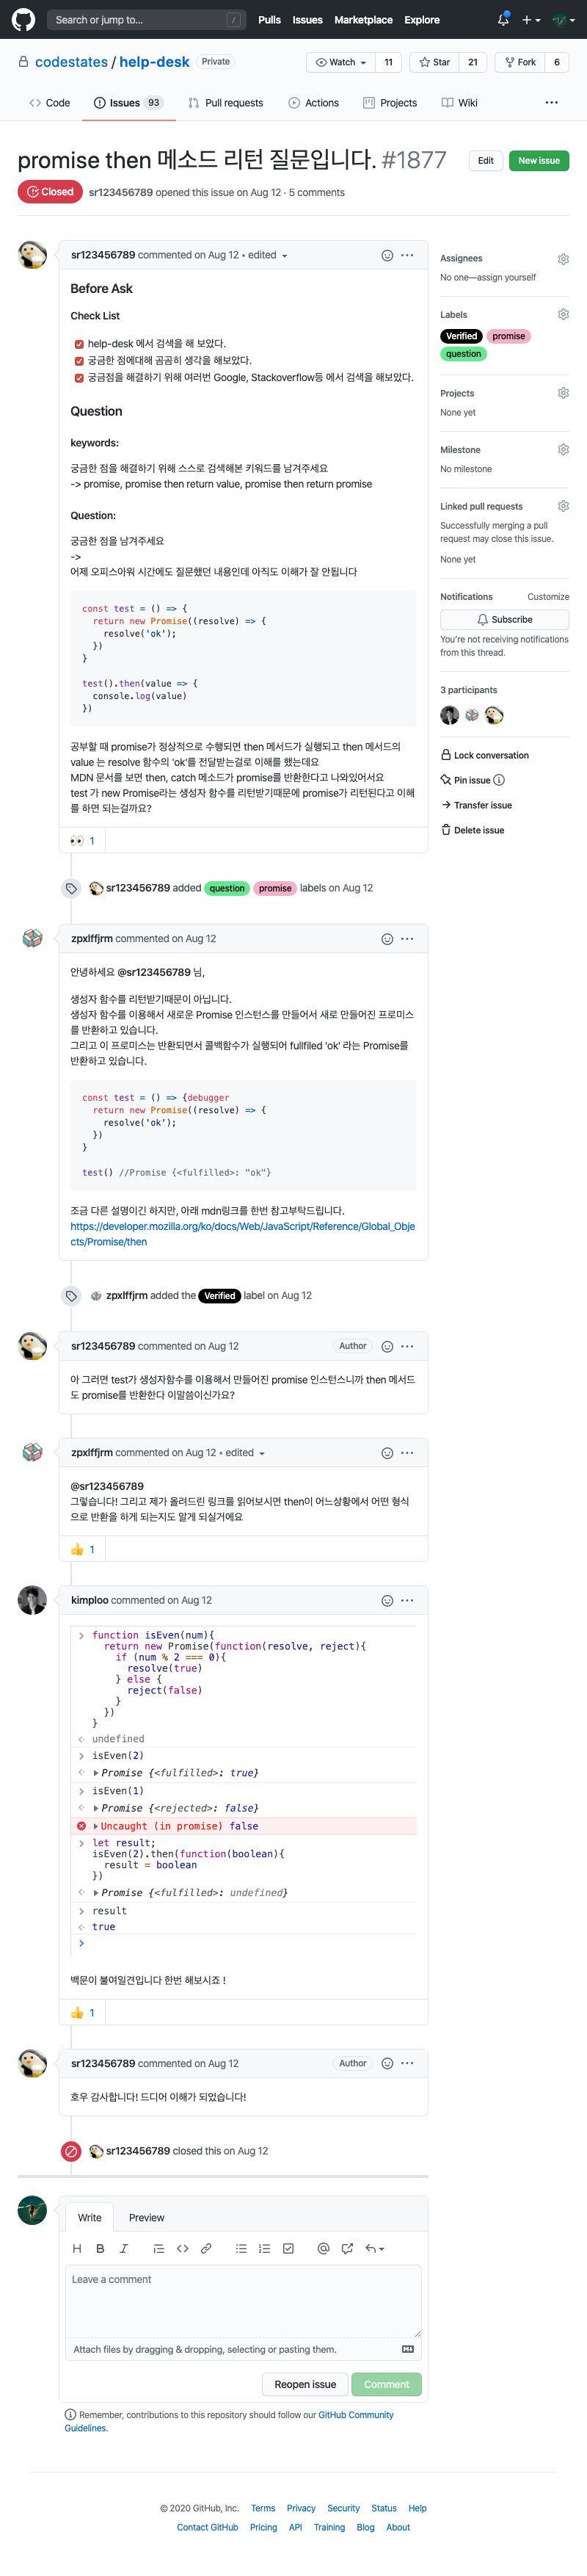 Search or jump to... /
Pulls Issues Marketplace Explore
codestates / help-desk Private
Watch 11 Star 21 Fork 6
Code Issues 93 Pull requests Actions Projects Wiki ...
promise then 메소드 리턴 질문입니다. #1877
Edit New issue
Closed sr123456789 opened this issue on Aug 12 · 5 comments
sr123456789 commented on Aug 12 • edited
Before Ask
Check List
help-desk 에서 검색을 해 보았다.
궁금한 점에대해 곰곰히 생각을 해보았다.
궁금점을 해결하기 위해 여러번 Google, Stackoverflow등 에서 검색을 해보았다.
Question
keywords:
궁금한 점을 해결하기 위해 스스로 검색해본 키워드를 남겨주세요
-> promise, promise then return value, promise then return promise
Question:
궁금한 점을 남겨주세요
->
어제 오피스아워 시간에도 질문했던 내용인데 아직도 이해가 잘 안됩니다
const test = () => {
return new Promise((resolve) => {
resolve('ok');
})
}
test().then(value => {
console.log(value)
})
공부할 때 promise가 정상적으로 수행되면 then 메서드가 실행되고 then 메서드의
value 는 resolve 함수의 'ok'를 전달받는걸로 이해를 했는데요
MDN 문서를 보면 then, catch 메소드가 promise를 반환한다고 나와있어서요
test 가 new Promise라는 생성자 함수를 리턴받기때문에 promise가 리턴된다고 이해
를 하면 되는걸까요?
👀 1
Assignees
No one—assign yourself
Labels
Verified promise
question
Projects
None yet
Milestone
No milestone
Linked pull requests
Successfully merging a pull
request may close this issue.
None yet
Notifications Customize
Subscribe
You're not receiving notifications
from this thread.
3 participants
Lock conversation
Pin issue
Transfer issue
Delete issue
sr123456789 added question promise labels on Aug 12
zpxlffjrm commented on Aug 12
안녕하세요 @sr123456789 님,
생성자 함수를 리턴받기때문이 아닙니다.
생성자 함수를 이용해서 새로운 Promise 인스턴스를 만들어서 새로 만들어진 프로미스
를 반환하고 있습니다.
그리고 이 프로미스는 반환되면서 콜백함수가 실행되어 fullfiled 'ok' 라는 Promise를
반환하고 있습니다.
const test = () => {debugger
return new Promise((resolve) => {
resolve('ok');
})
}
test() //Promise {<fulfilled>: "ok"}
조금 다른 설명이긴 하지만, 아래 mdn링크를 한번 참고부탁드립니다.
https://developer.mozilla.org/ko/docs/Web/JavaScript/Reference/Global_Obje
cts/Promise/then
zpxlffjrm added the Verified label on Aug 12
sr123456789 commented on Aug 12 Author
아 그러면 test가 생성자함수를 이용해서 만들어진 promise 인스턴스니까 then 메서드
도 promise를 반환한다 이말씀이신가요?
zpxlffjrm commented on Aug 12 • edited
@sr123456789
그렇습니다! 그리고 제가 올려드린 링크를 읽어보시면 then이 어느상황에서 어떤 형식
으로 반환을 하게 되는지도 알게 되실거에요
👍 1
kimploo commented on Aug 12
function isEven(num){
return new Promise(function(resolve, reject){
if (num % 2 === 0){
resolve(true)
} else {
reject(false)
}
})
}
undefined
isEven(2)
Promise {<fulfilled>: true}
isEven(1)
Promise {<rejected>: false}
Uncaught (in promise) false
let result;
isEven(2).then(function(boolean){
result = boolean
})
Promise {<fulfilled>: undefined}
result
true
백문이 불여일견입니다 한번 해보시죠 !
👍 1
sr123456789 commented on Aug 12 Author
호우 감사합니다! 드디어 이해가 되었습니다!
sr123456789 closed this on Aug 12
Write Preview
H B I
Leave a comment
Attach files by dragging & dropping, selecting or pasting them.
Reopen issue Comment
Remember, contributions to this repository should follow our GitHub Community
Guidelines.
© 2020 GitHub, Inc. Terms Privacy Security Status Help
Contact GitHub Pricing API Training Blog About